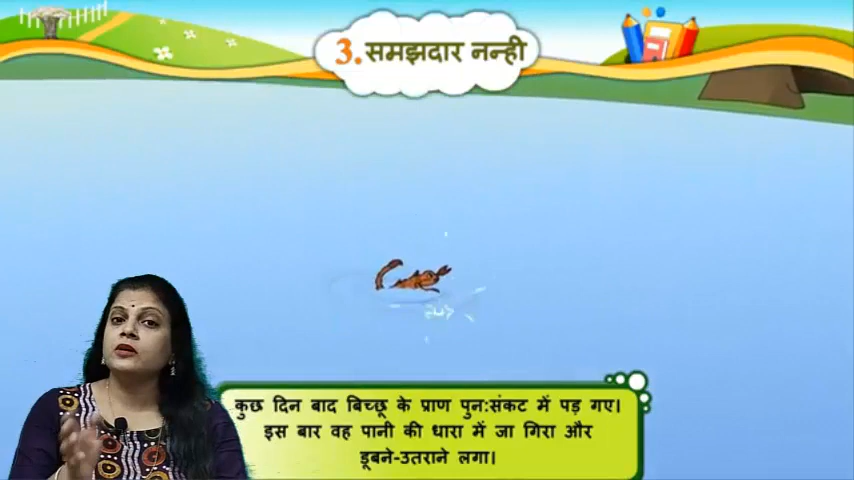 3. समझदार नन्ही
कुछ दिन बाद बिच्छू के प्राण पुन:संकट में पड़ गए।
इस बार वह पानी की धारा में जा गिरा और
डूबने-उतराने लगा।